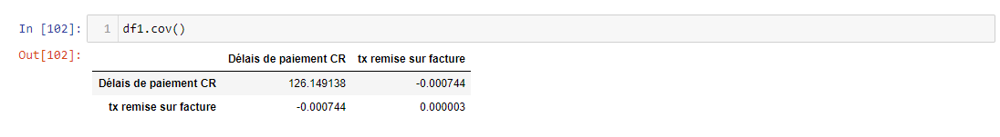 In [102]: 1 df1.cov()
Out[102]:
Délais de paiement CR tx remise sur facture
Délais de paiement CR 126.149138 -0.000744
tx remise sur facture -0.000744 0.000003